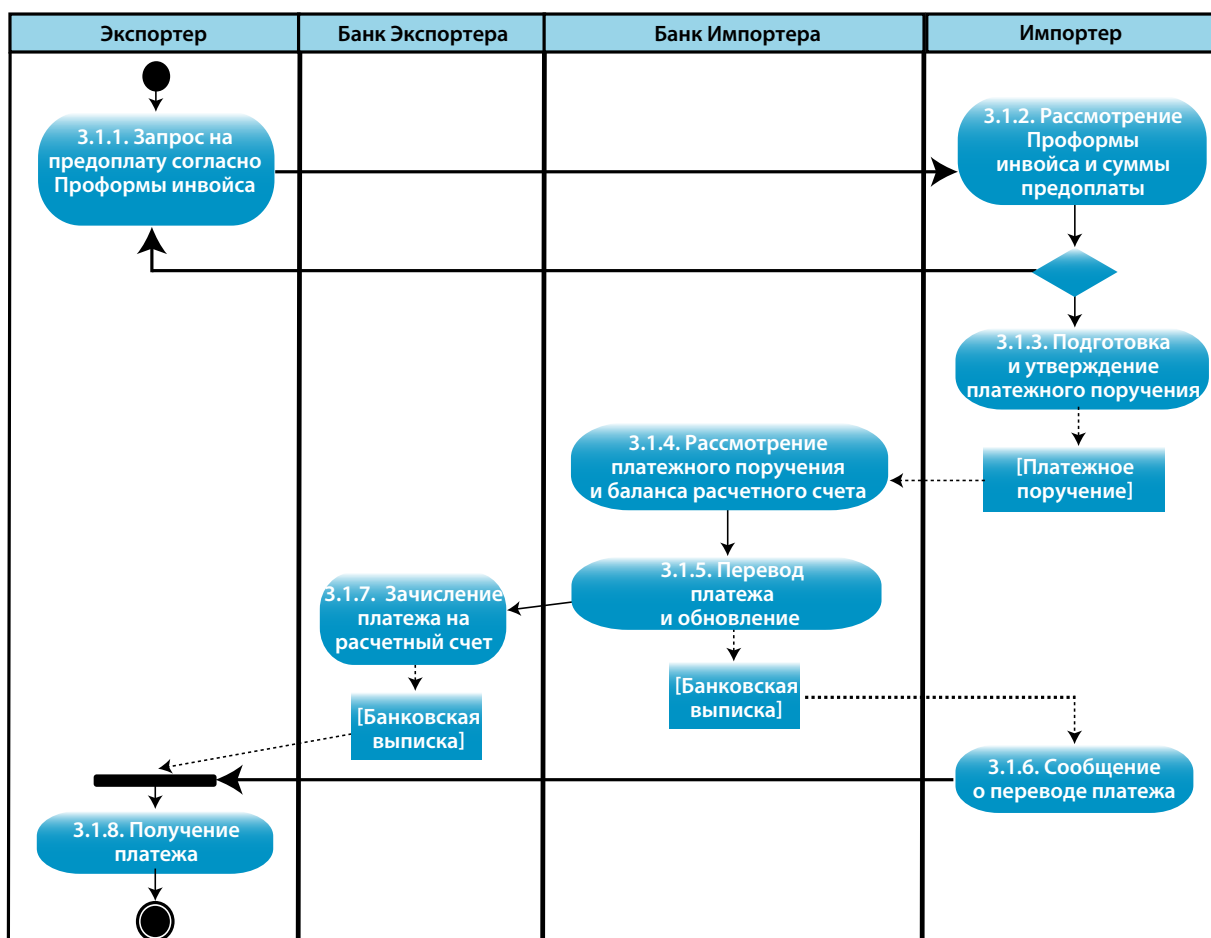 Экспортер
Банк Экспортера
Банк Импортера
Импортер
3.1.1. Запрос на
предоплату согласно
Проформы инвойса
3.1.2. Рассмотрение
Проформы
инвойса и суммы
предоплаты
3.1.3. Подготовка
и утверждение
платежного поручения
[Платежное
поручение]
3.1.4. Рассмотрение
платежного поручения
и баланса расчетного счета
3.1.5. Перевод
платежа
и обновление
3.1.7. Зачисление
платежа на
расчетный счет
[Банковская
выписка]
[Банковская
выписка]
3.1.6. Сообщение
о переводе платежа
3.1.8. Получение
платежа